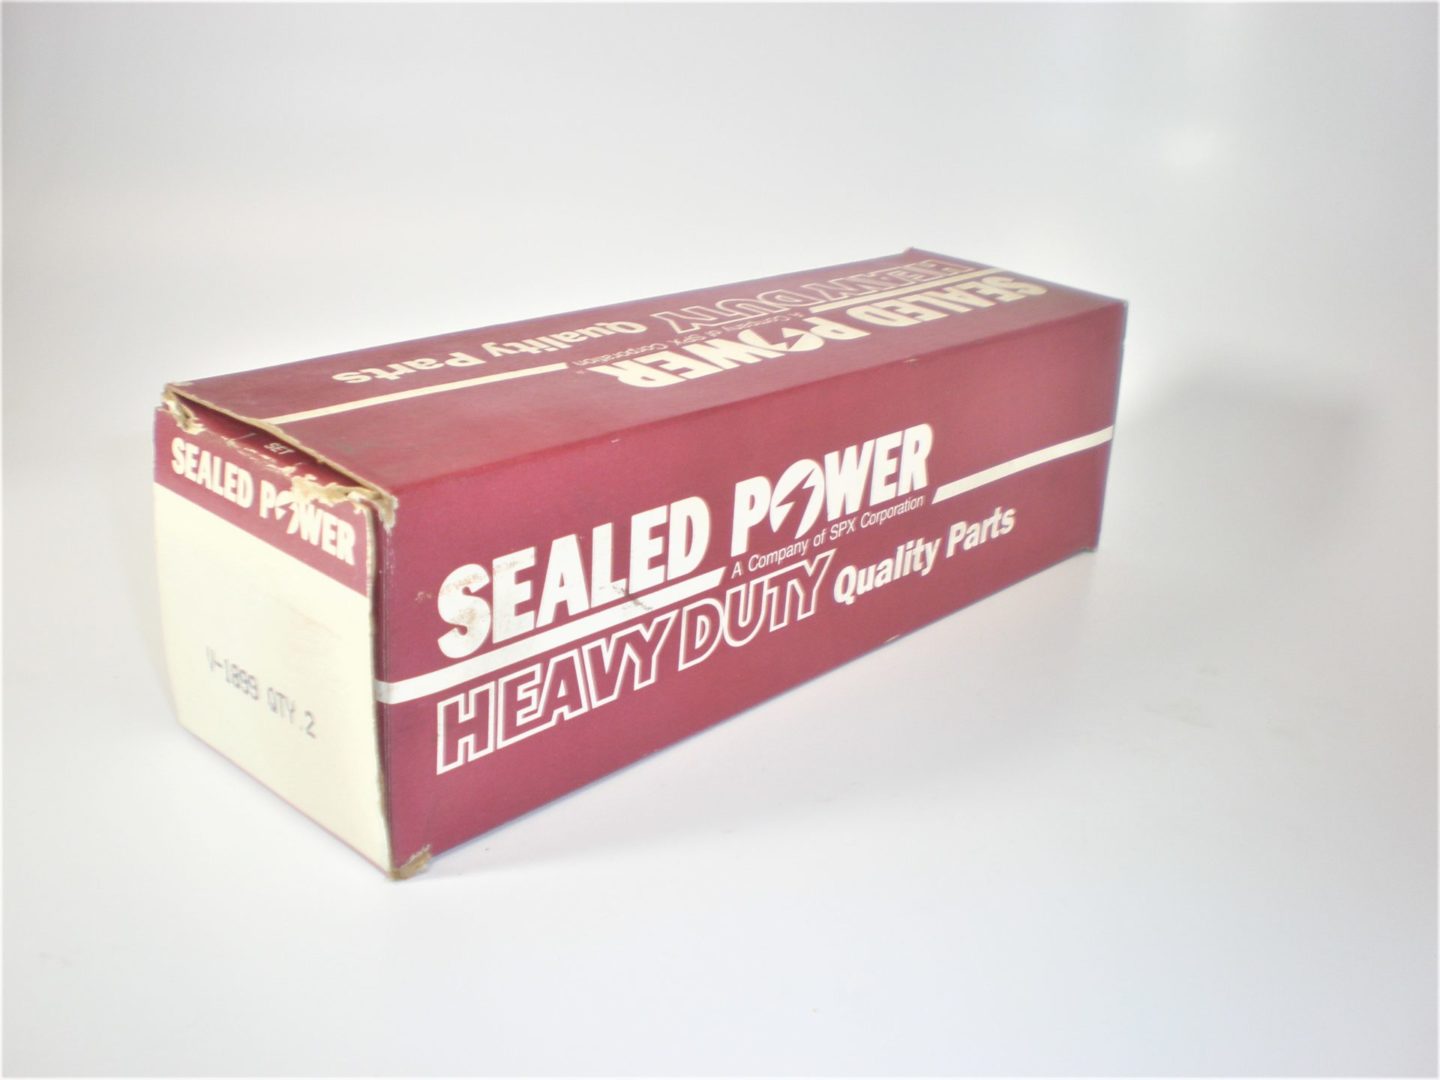 HEAVY DUTY Quality Parts
A Company of SPX Corporation
SEALED POWER
SET
SEALED POWER
V-1899 QTY.2
SEALED POWER
A Company of SPX Corporation
HEAVY DUTY Quality Parts